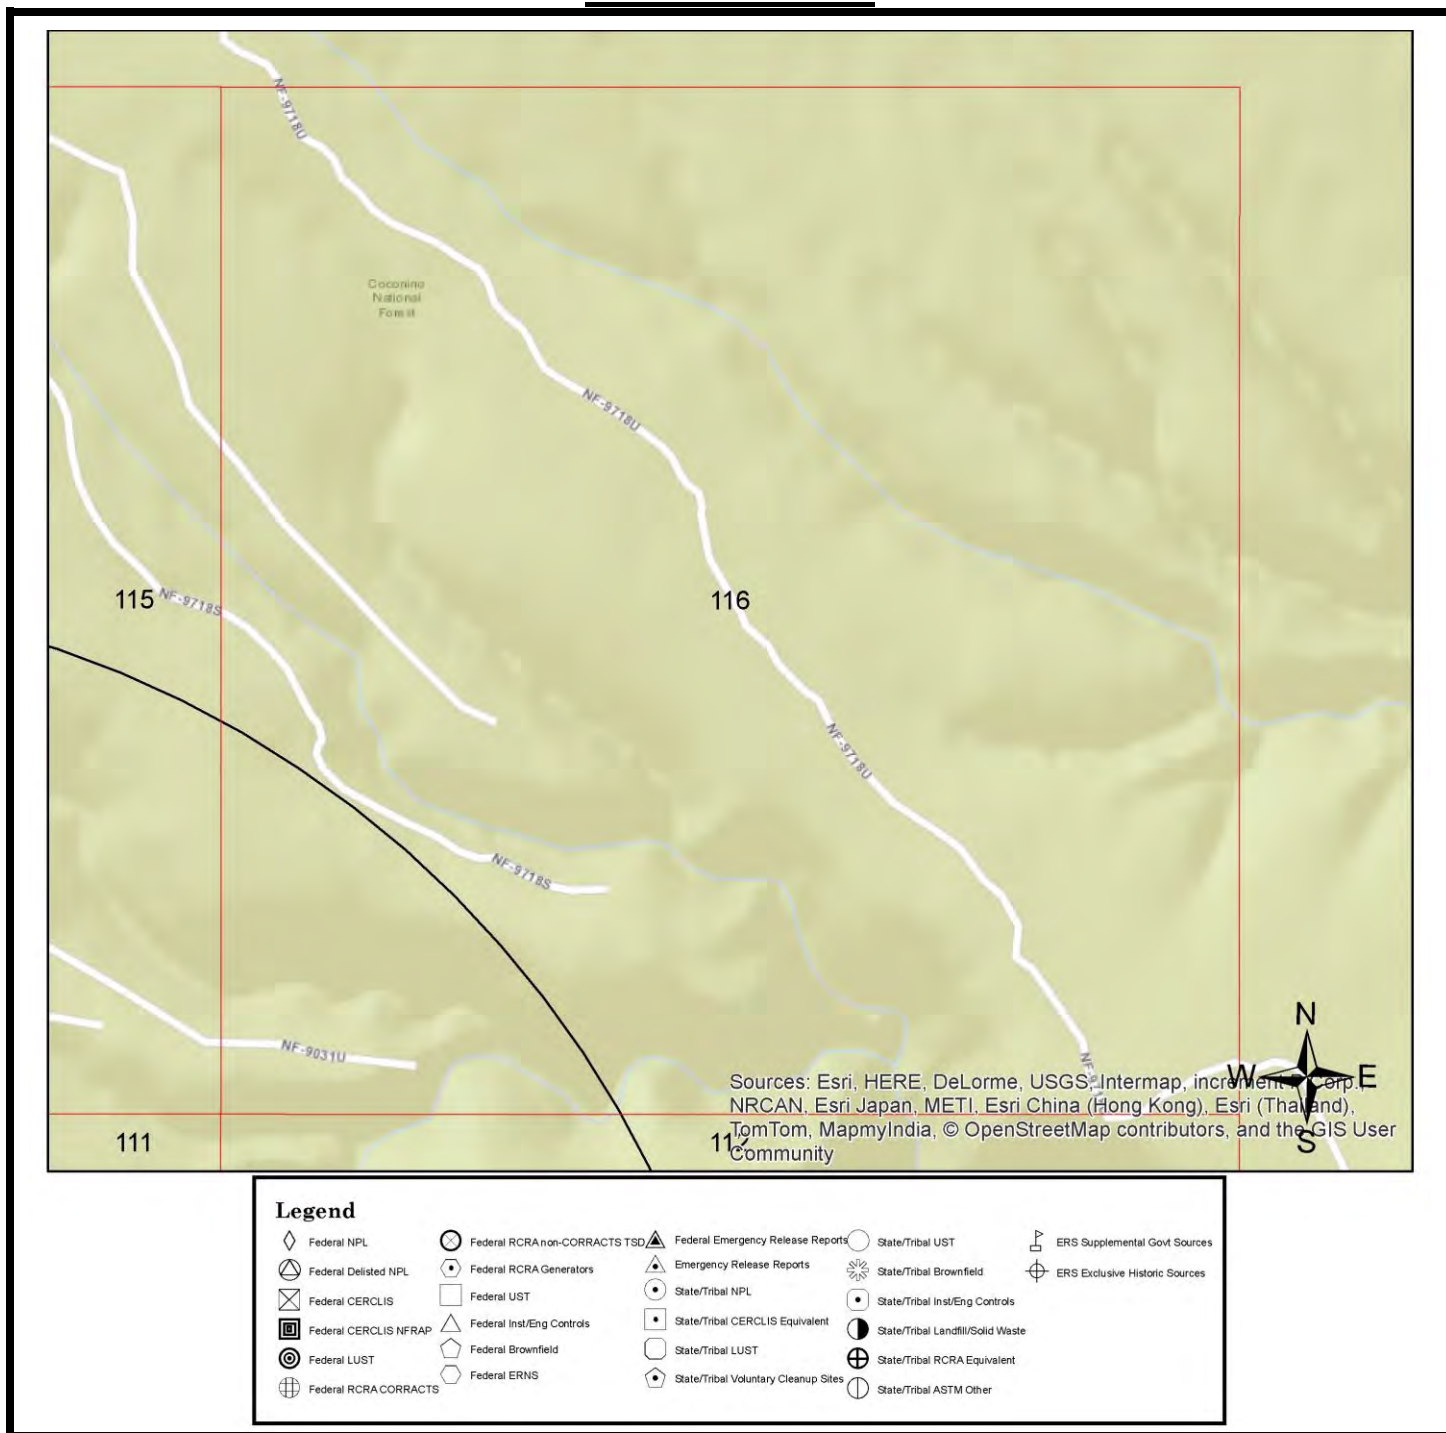 NF-9718U
Coconino
National
Forest
NF-9718U
115
NF-9718S
116
NF-9718U
NF-9718S
NF-9031U
N
W
E
S
Sources: Esri, HERE, DeLorme, USGS, Intermap, increment P Corp.,
NRCAN, Esri Japan, METI, Esri China (Hong Kong), Esri (Thailand),
TomTom, MapmyIndia, © OpenStreetMap contributors, and the GIS User
Community
111
Legend
Federal NPL
Federal Delisted NPL
Federal CERCLIS
Federal CERCLIS NFRAP
Federal LUST
Federal RCRA CORRACTS
Federal RCRA non-CORRACTS TSD
Federal RCRA Generators
Federal UST
Federal Inst/Eng Controls
Federal Brownfield
Federal ERNS
Federal Emergency Release Reports
Emergency Release Reports
State/Tribal NPL
State/Tribal CERCLIS Equivalent
State/Tribal LUST
State/Tribal Voluntary Cleanup Sites
State/Tribal UST
State/Tribal Brownfield
State/Tribal Inst/Eng Controls
State/Tribal Landfill/Solid Waste
State/Tribal RCRA Equivalent
State/Tribal ASTM Other
ERS Supplemental Govt Sources
ERS Exclusive Historic Sources